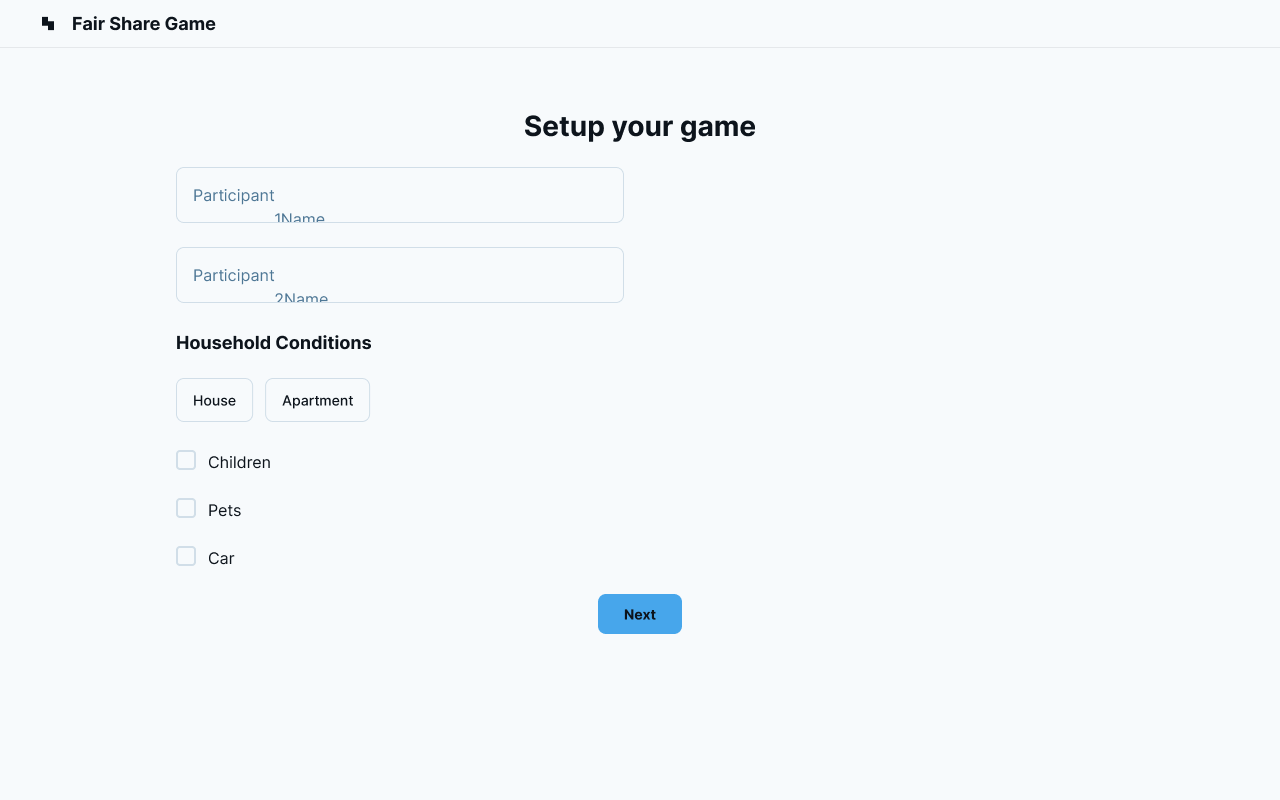 Fair Share Game
Setup your game
Participant
1Name
Participant
2Name
Household Conditions
House
Apartment
Children
Pets
Car
Next